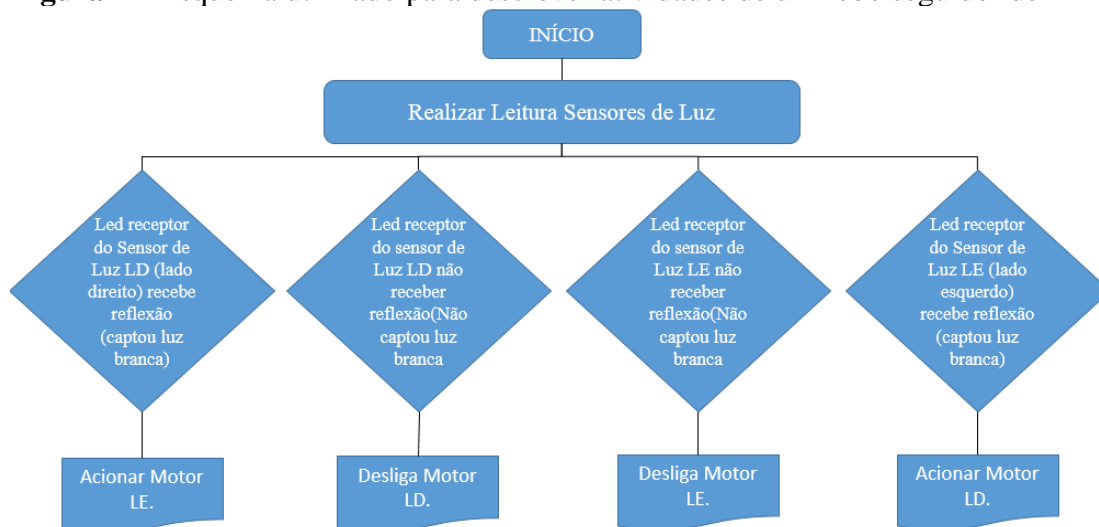 INÍCIO
Realizar Leitura Sensores de Luz
Led receptor
do Sensor de
Luz LD (lado
direito) recebe
reflexão
(captou luz
branca)
Led receptor
do sensor de
Luz LD não
receber
reflexão(Não
captou luz
branca
Led receptor
do sensor de
Luz LE não
receber
reflexão(Não
captou luz
branca
Led receptor
do Sensor de
Luz LE (lado
esquerdo)
recebe reflexão
(captou luz
branca)
Acionar Motor
LE.
Desliga Motor
LD.
Desliga Motor
LE.
Acionar Motor
LD.